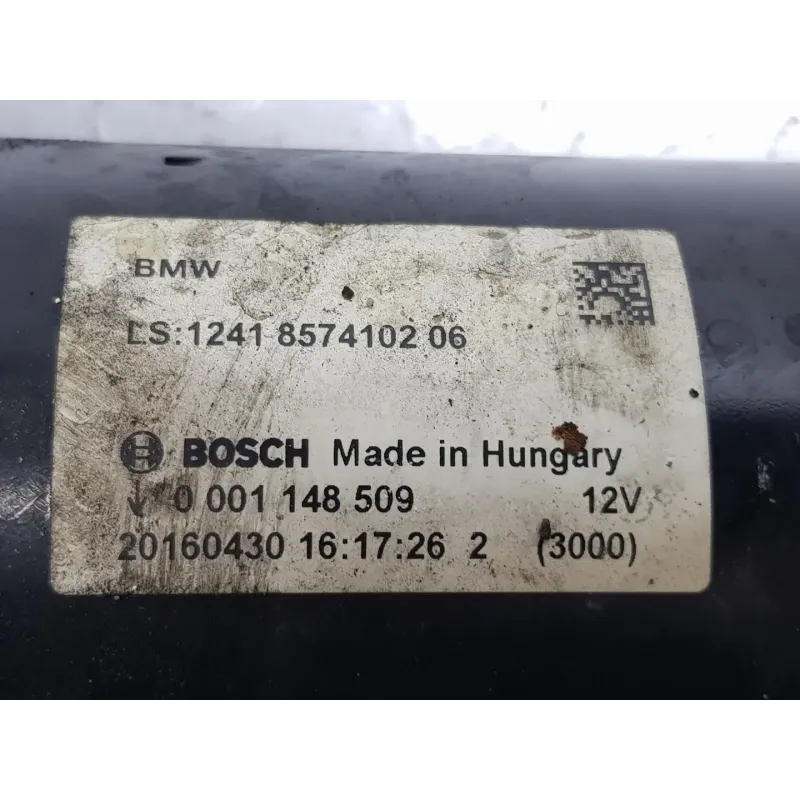 BMW
LS:1241 8574102 06
BOSCH Made in Hungary
0 001 148 509 12V
20160430 16:17:26 2 (3000)